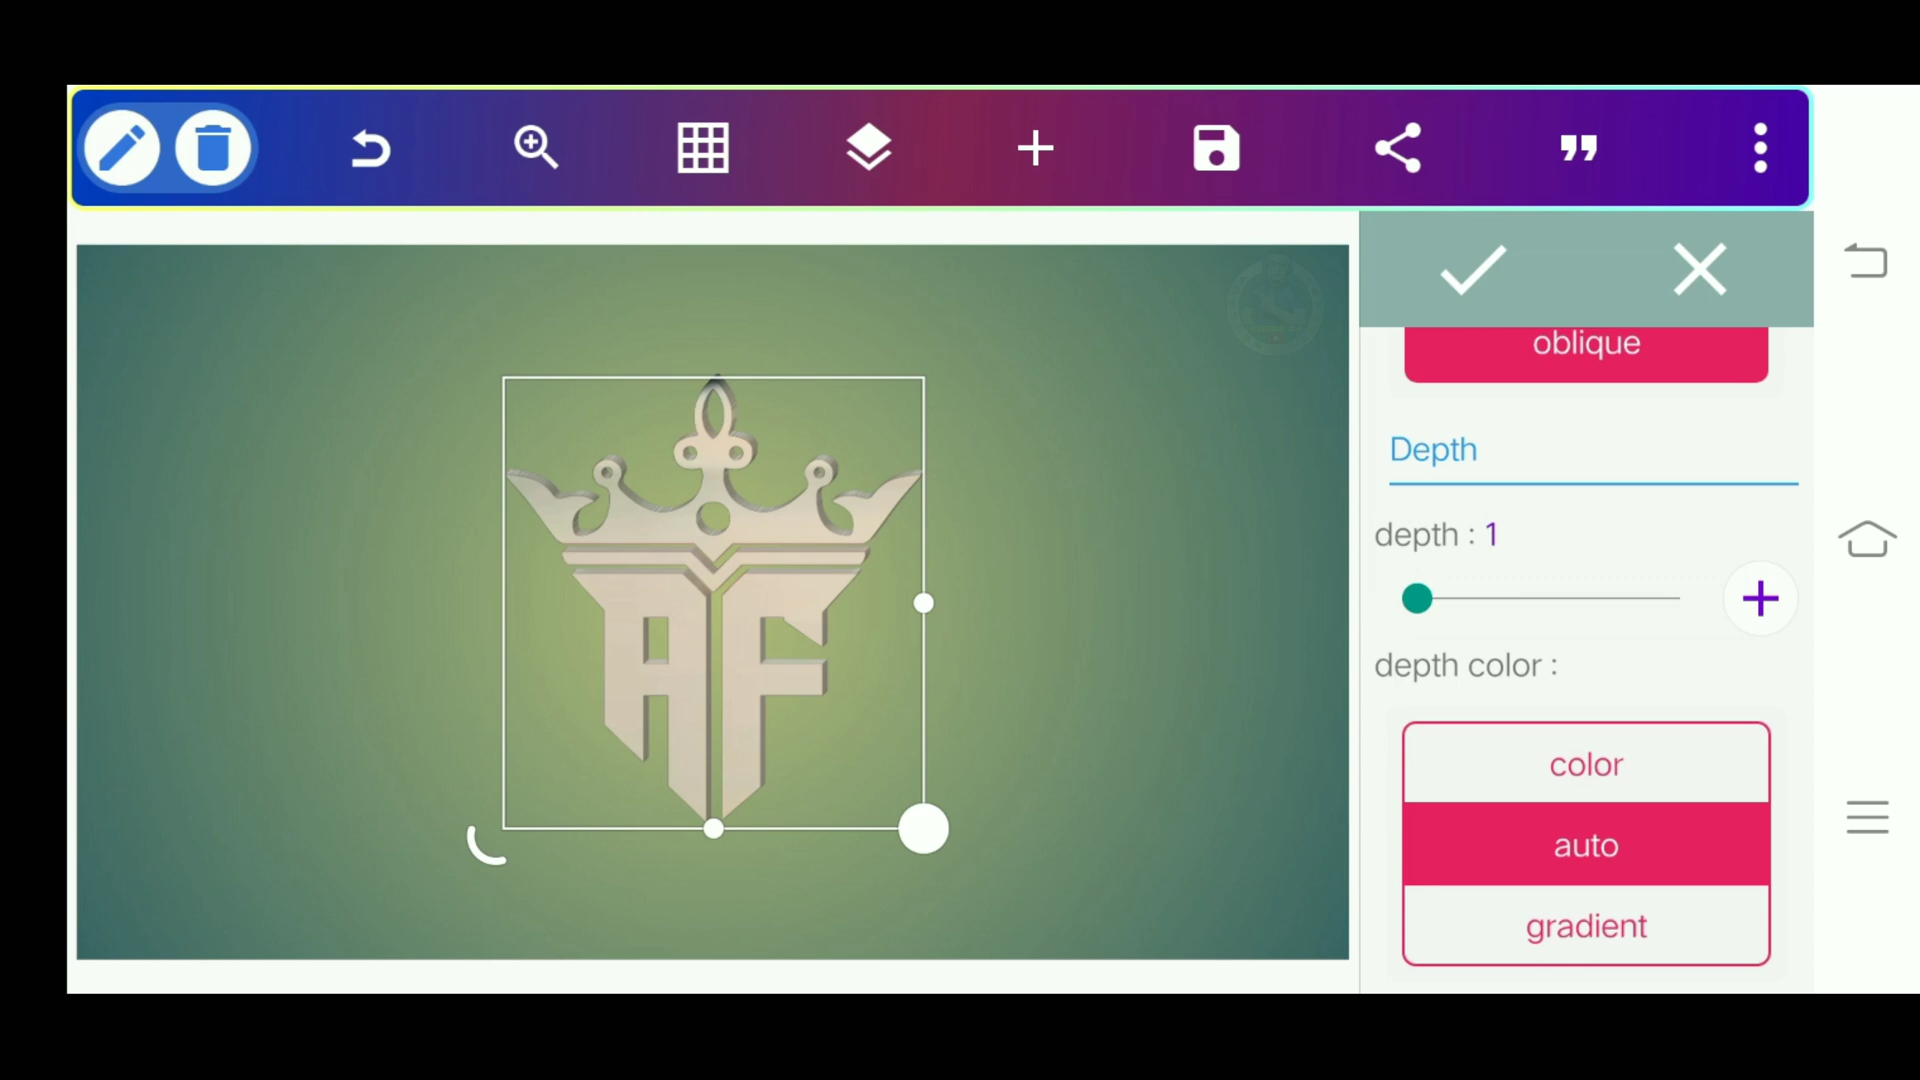 oblique
Depth
AF
depth : 1
depth color :
color
auto
gradient